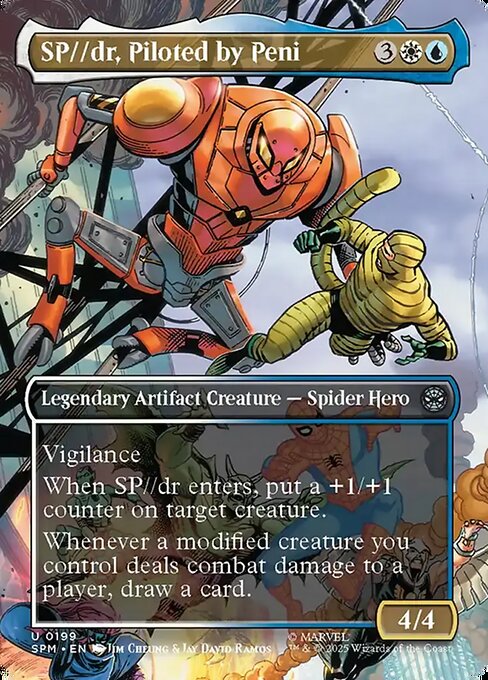 SP//dr, Piloted by Peni 3
Legendary Artifact Creature — Spider Hero
Vigilance
When SP//dr enters, put a +1/+1
counter on target creature.
Whenever a modified creature you
control deals combat damage to a
player, draw a card.
4/4
U 0199
SPM • EN Jim Cheung & Jay David Ramos
© MARVEL
™ & © 2025 Wizards of the Coast